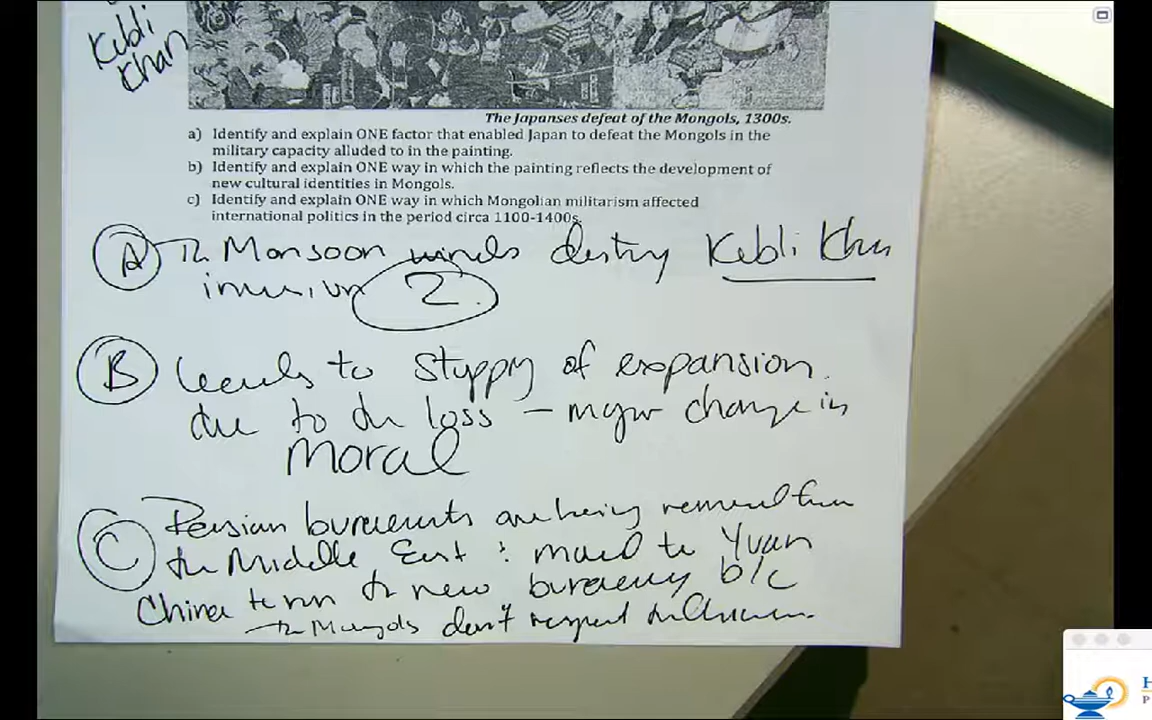 Kubli
Khan
The Japanses defeat of the Mongols, 1300s.
a) Identify and explain ONE factor that enabled Japan to defeat the Mongols in the
military capacity alluded to in the painting.
b) Identify and explain ONE way in which the painting reflects the development of
new cultural identities in Mongols.
c) Identify and explain ONE way in which Mongolian militarism affected
international politics in the period circa 1100-1400s.
A The Monsoon winds destroy Kubli Khan
invasion 2.
B leads to stopping of expansion
due to the loss – major change in
moral
C Persian bureaucrats are being removed from
the Middle East : moved to Yuan
China to run the new bureaucracy b/c
the Mongols don't respect the Chinese.
H
P